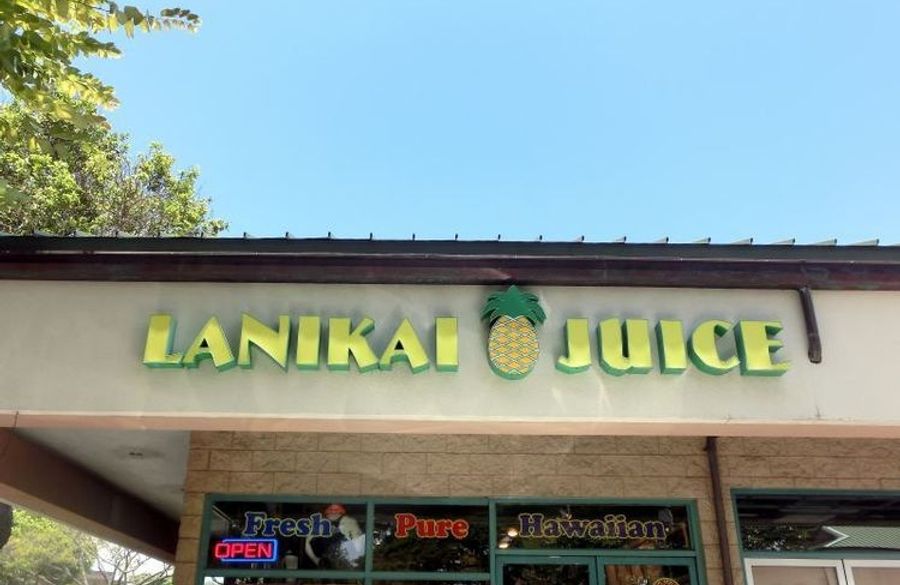 LANIKAI JUICE
Fresh Pure Hawaiian
OPEN